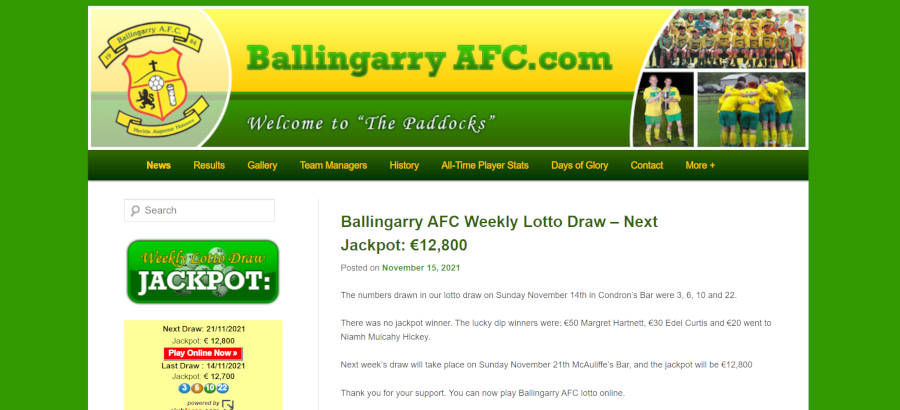 Ballingarry A.F.C.
19 84
Ballingarry AFC.com
Welcome to "The Paddocks"
News Results Gallery Team Managers History All-Time Player Stats Days of Glory Contact More +
Search
Weekly Lotto Draw
JACKPOT:
Next Draw: 21/11/2021
Jackpot: € 12,800
Play Online Now »
Last Draw : 14/11/2021
Jackpot: € 12,700
3 6 10 22
powered by
Ballingarry AFC Weekly Lotto Draw – Next
Jackpot: €12,800
Posted on November 15, 2021
The numbers drawn in our lotto draw on Sunday November 14th in Condron's Bar were 3, 6, 10 and 22.
There was no jackpot winner. The lucky dip winners were: €50 Margret Hartnett, €30 Edel Curtis and €20 went to
Niamh Mulcahy Hickey.
Next week's draw will take place on Sunday November 21th McAuliffe's Bar, and the jackpot will be €12,800
Thank you for your support. You can now play Ballingarry AFC lotto online.